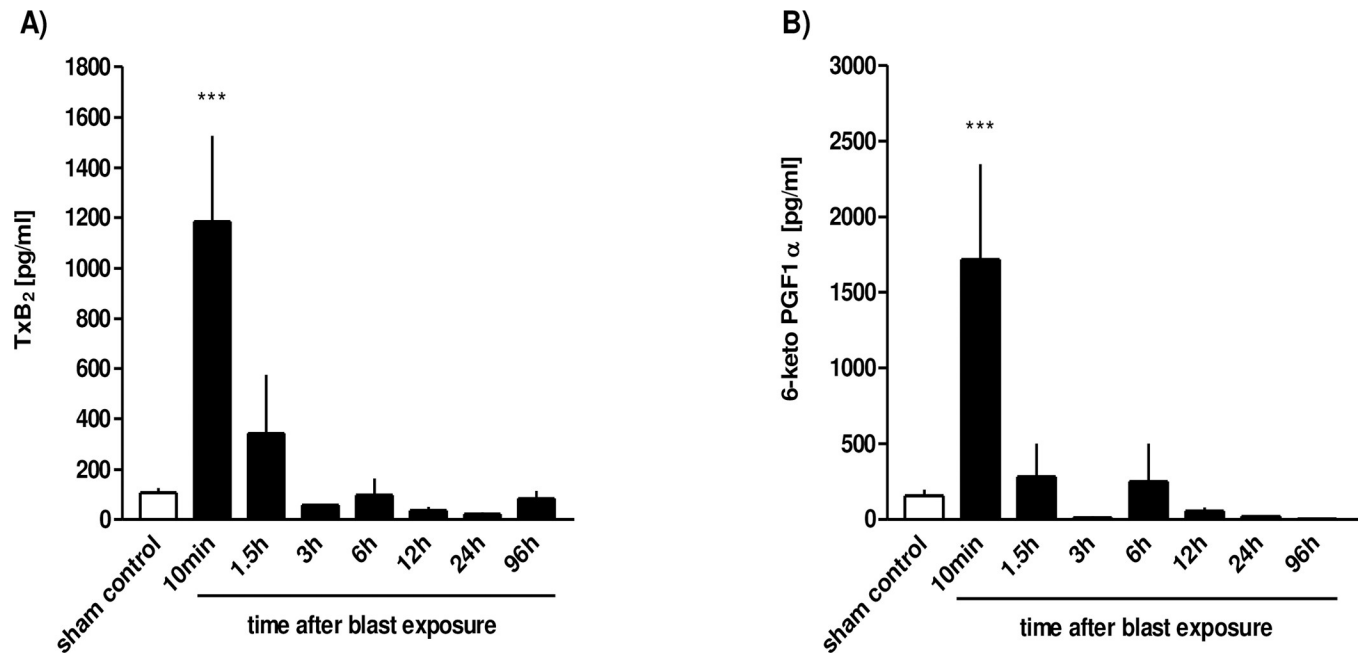 A)
TxB₂ [pg/ml]
1800
1600
1400
1200
1000
800
600
400
200
0
***
sham control
10min
1.5h
3h
6h
12h
24h
96h
time after blast exposure
B)
6-keto PGF1 α [pg/ml]
3000
2500
2000
1500
1000
500
0
***
sham control
10min
1.5h
3h
6h
12h
24h
96h
time after blast exposure